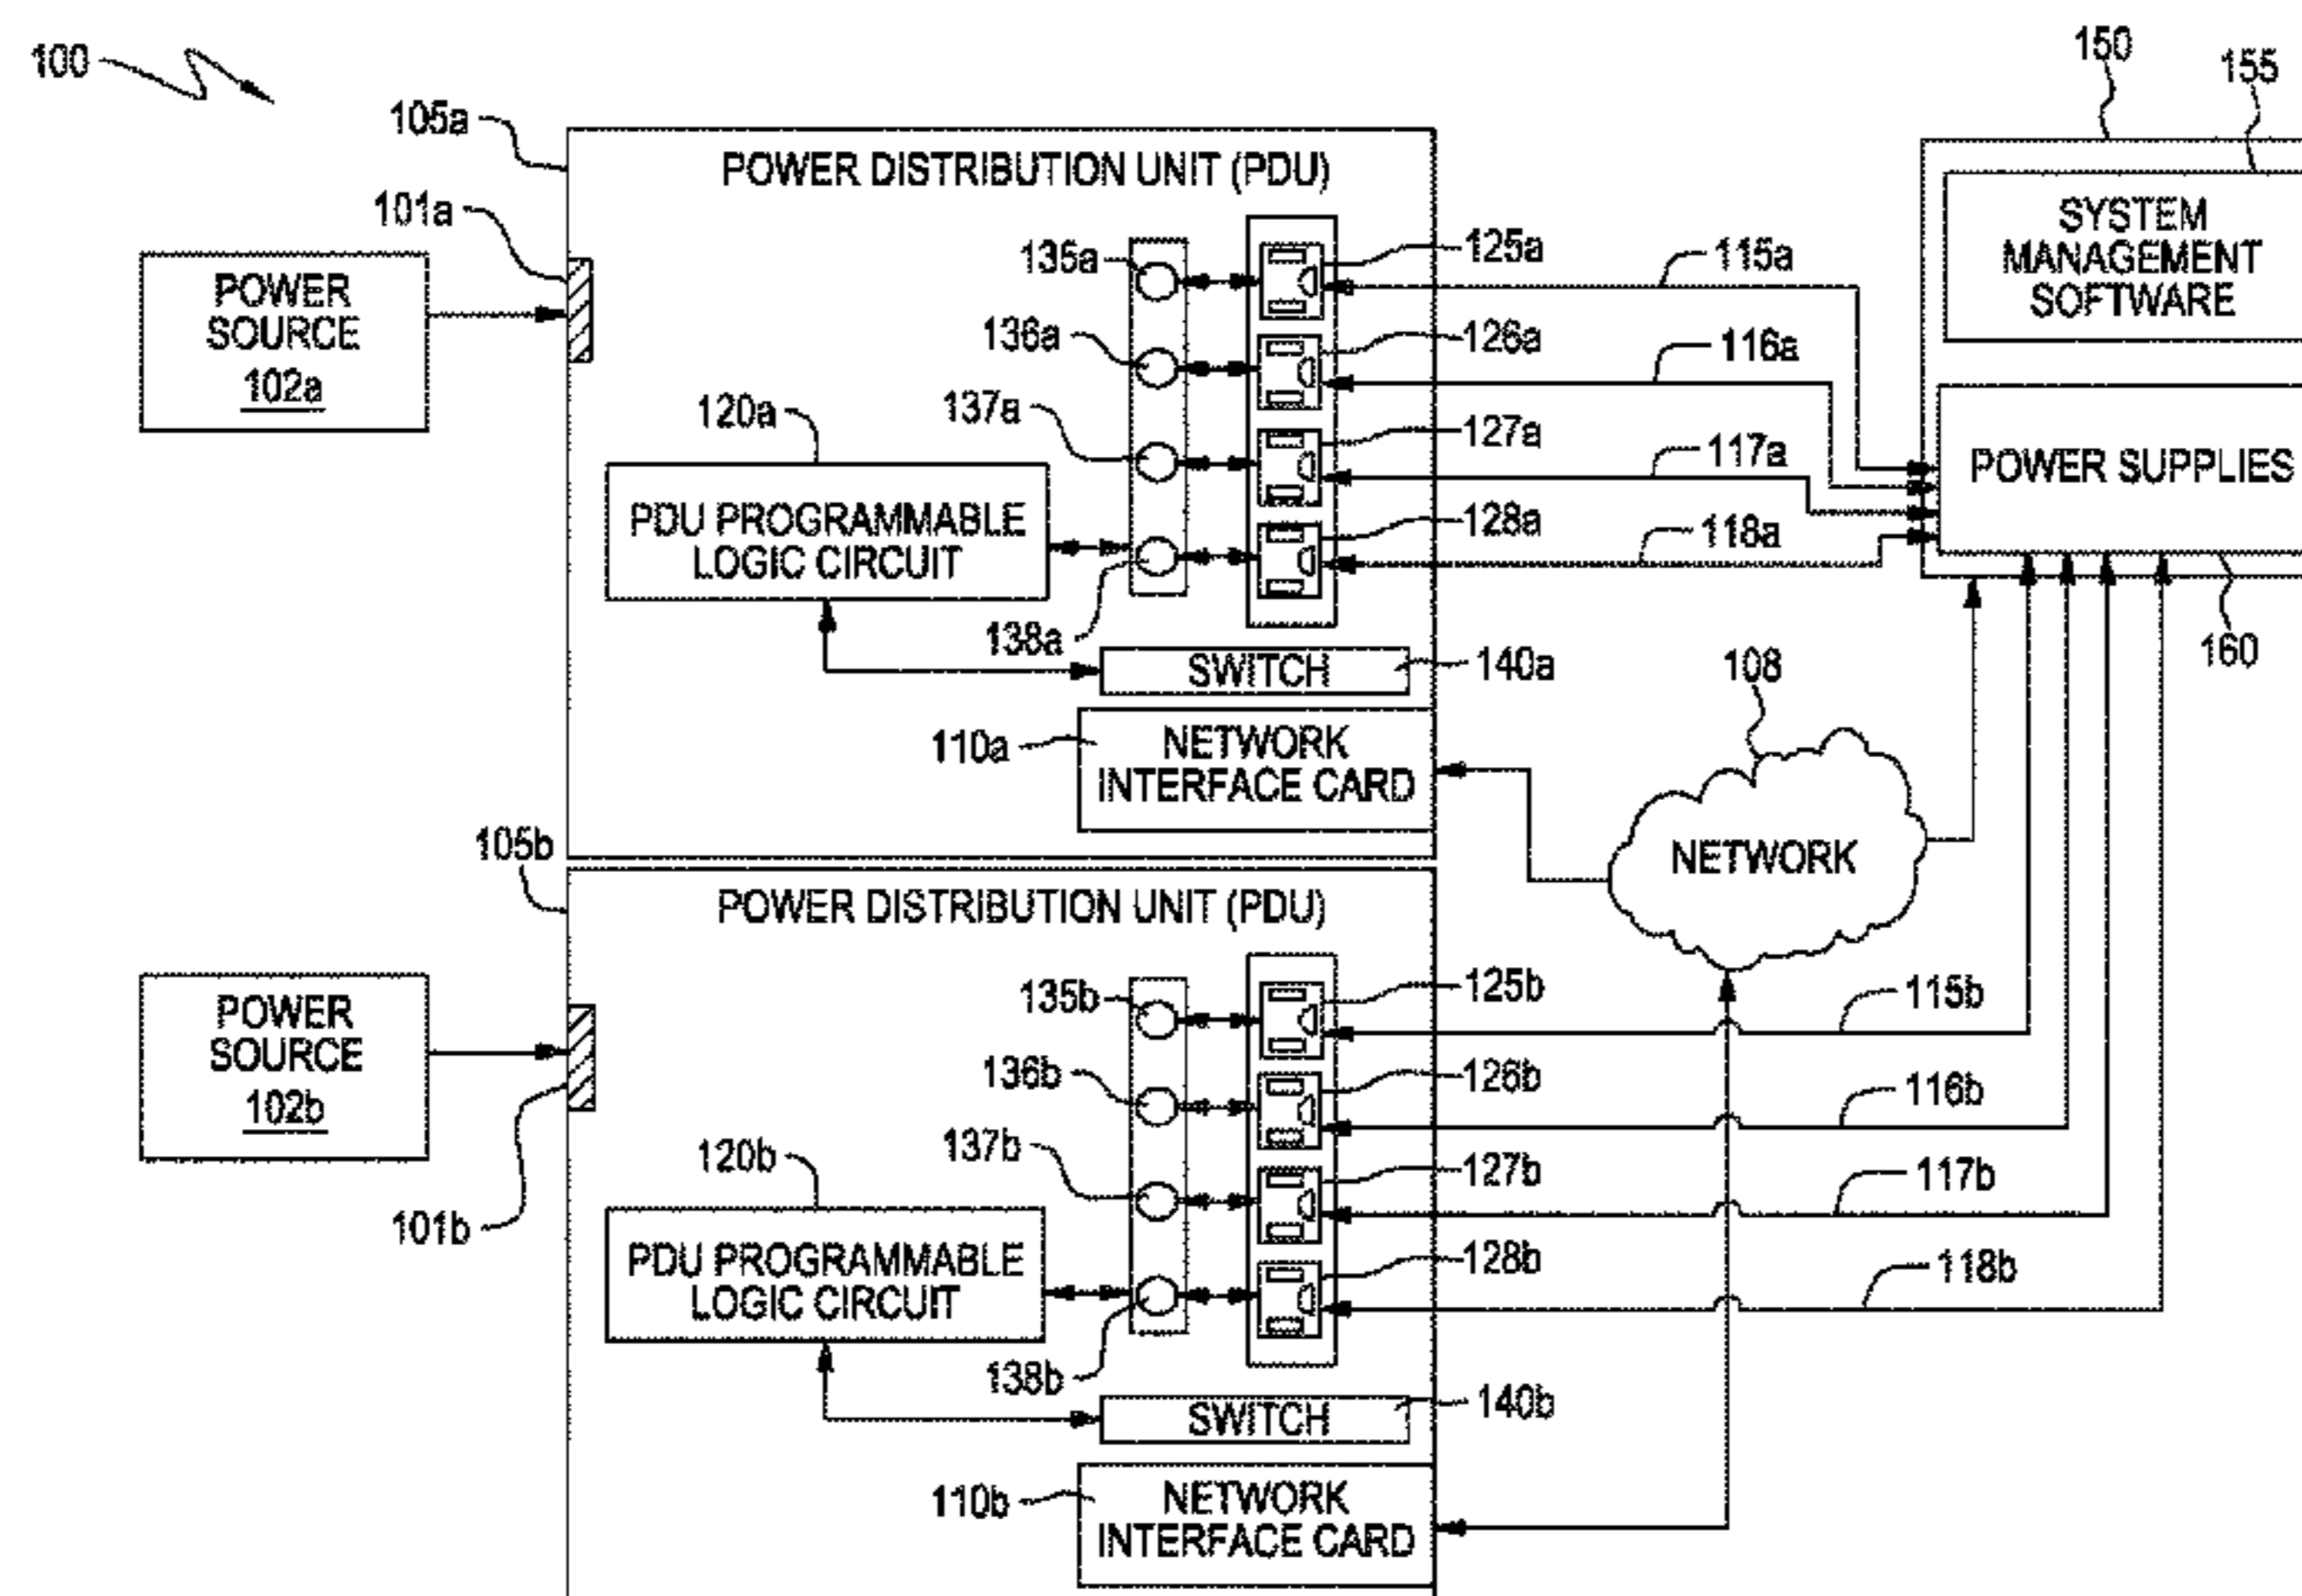 100
150
155
105a
POWER DISTRIBUTION UNIT (PDU)
101a
SYSTEM
MANAGEMENT
SOFTWARE
135a
125a
115a
POWER
SOURCE
102a
136a
126a
116a
120a
137a
127a
117a
POWER SUPPLIES
PDU PROGRAMMABLE
LOGIC CIRCUIT
128a
118a
138a
SWITCH
140a
108
160
110a
NETWORK
INTERFACE CARD
105b
NETWORK
POWER DISTRIBUTION UNIT (PDU)
135b
125b
115b
POWER
SOURCE
102b
136b
126b
116b
120b
137b
127b
117b
101b
PDU PROGRAMMABLE
LOGIC CIRCUIT
128b
118b
138b
SWITCH
140b
110b
NETWORK
INTERFACE CARD